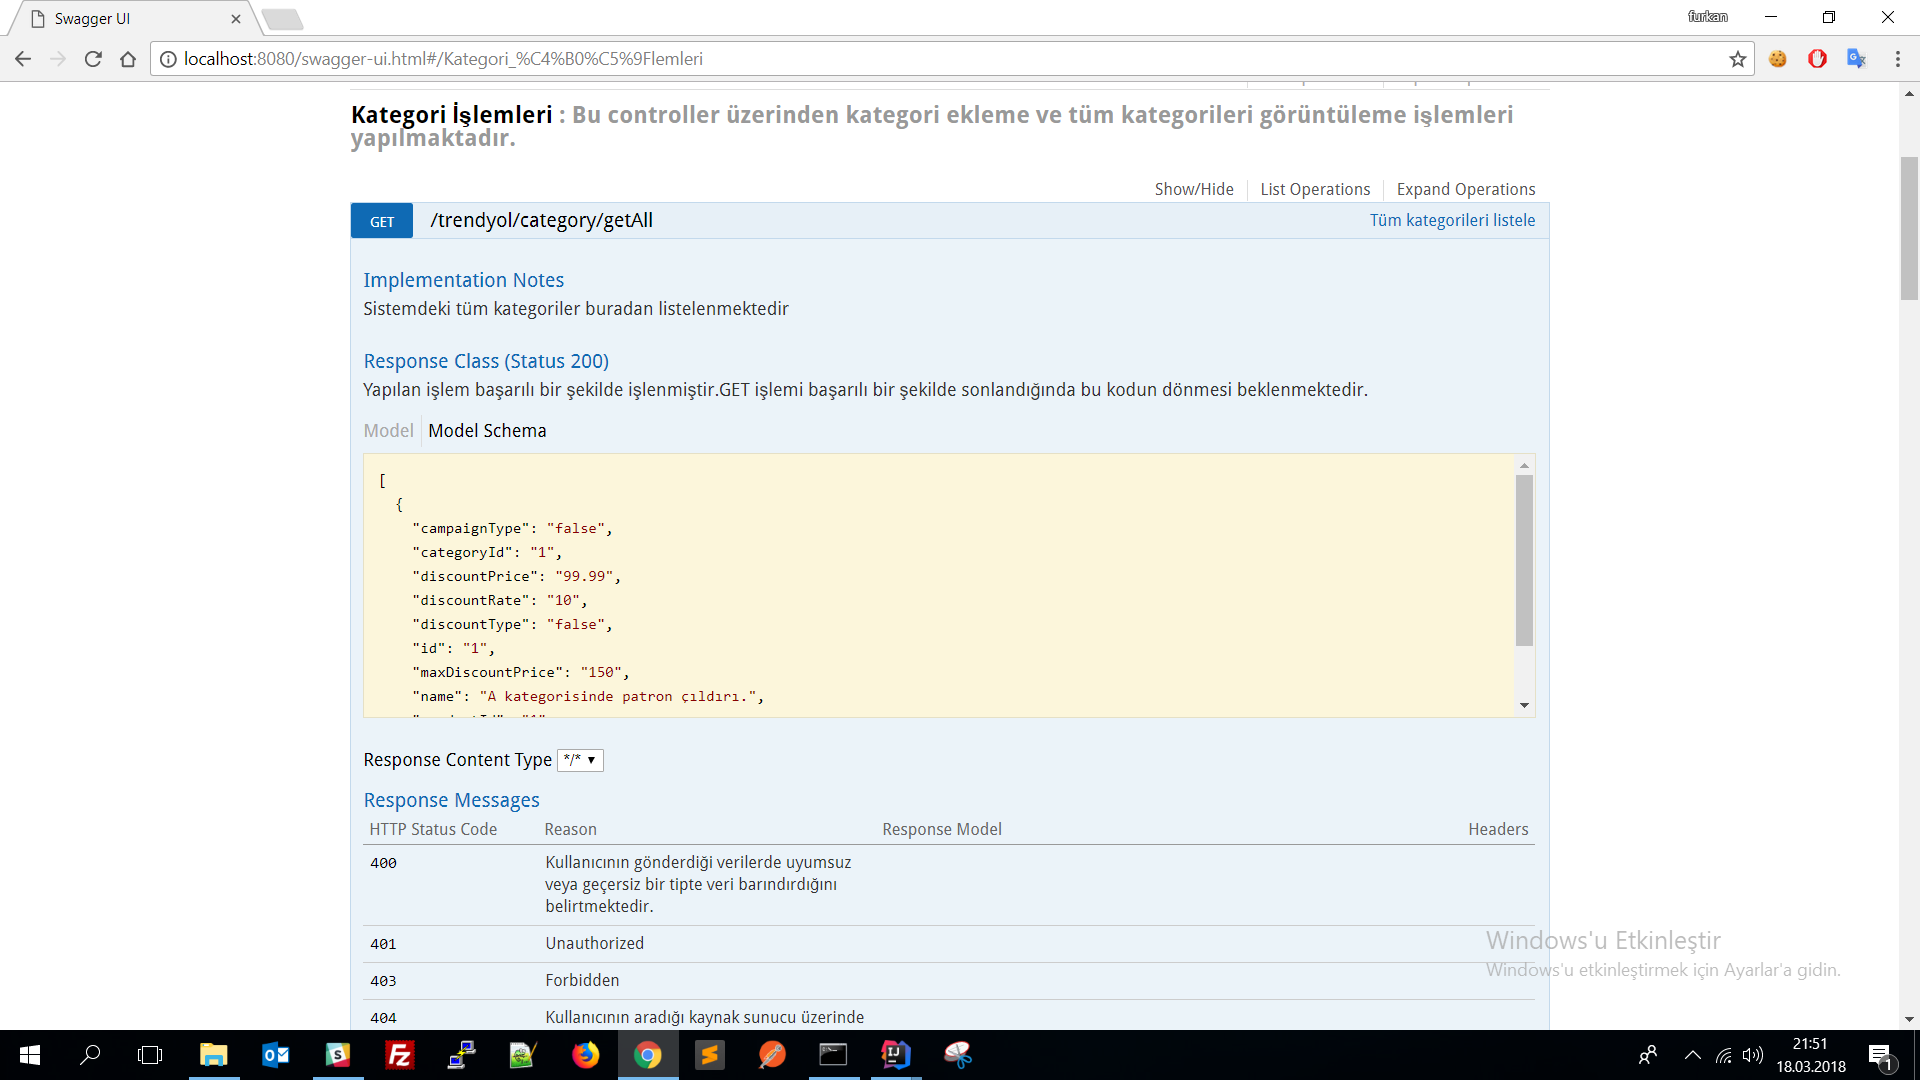 Swagger UI
furkan
localhost:8080/swagger-ui.html#/Kategori_%C4%B0%C5%9Flemleri
Kategori İşlemleri : Bu controller üzerinden kategori ekleme ve tüm kategorileri görüntüleme işlemleri
yapılmaktadır.
Show/Hide List Operations Expand Operations
GET /trendyol/category/getAll Tüm kategorileri listele
Implementation Notes
Sistemdeki tüm kategoriler buradan listelenmektedir
Response Class (Status 200)
Yapılan işlem başarılı bir şekilde işlenmiştir.GET işlemi başarılı bir şekilde sonlandığında bu kodun dönmesi beklenmektedir.
Model Model Schema
[
{
"campaignType": "false",
"categoryId": "1",
"discountPrice": "99.99",
"discountRate": "10",
"discountType": "false",
"id": "1",
"maxDiscountPrice": "150",
"name": "A kategorisinde patron çıldırı.",
Response Content Type */*
Response Messages
HTTP Status Code Reason Response Model Headers
400 Kullanıcının gönderdiği verilerde uyumsuz
veya geçersiz bir tipte veri barındırdığını
belirtmektedir.
401 Unauthorized
403 Forbidden
404 Kullanıcının aradığı kaynak sunucu üzerinde
Windows'u Etkinleştir
Windows'u etkinleştirmek için Ayarlar'a gidin.
21:51
18.03.2018
1